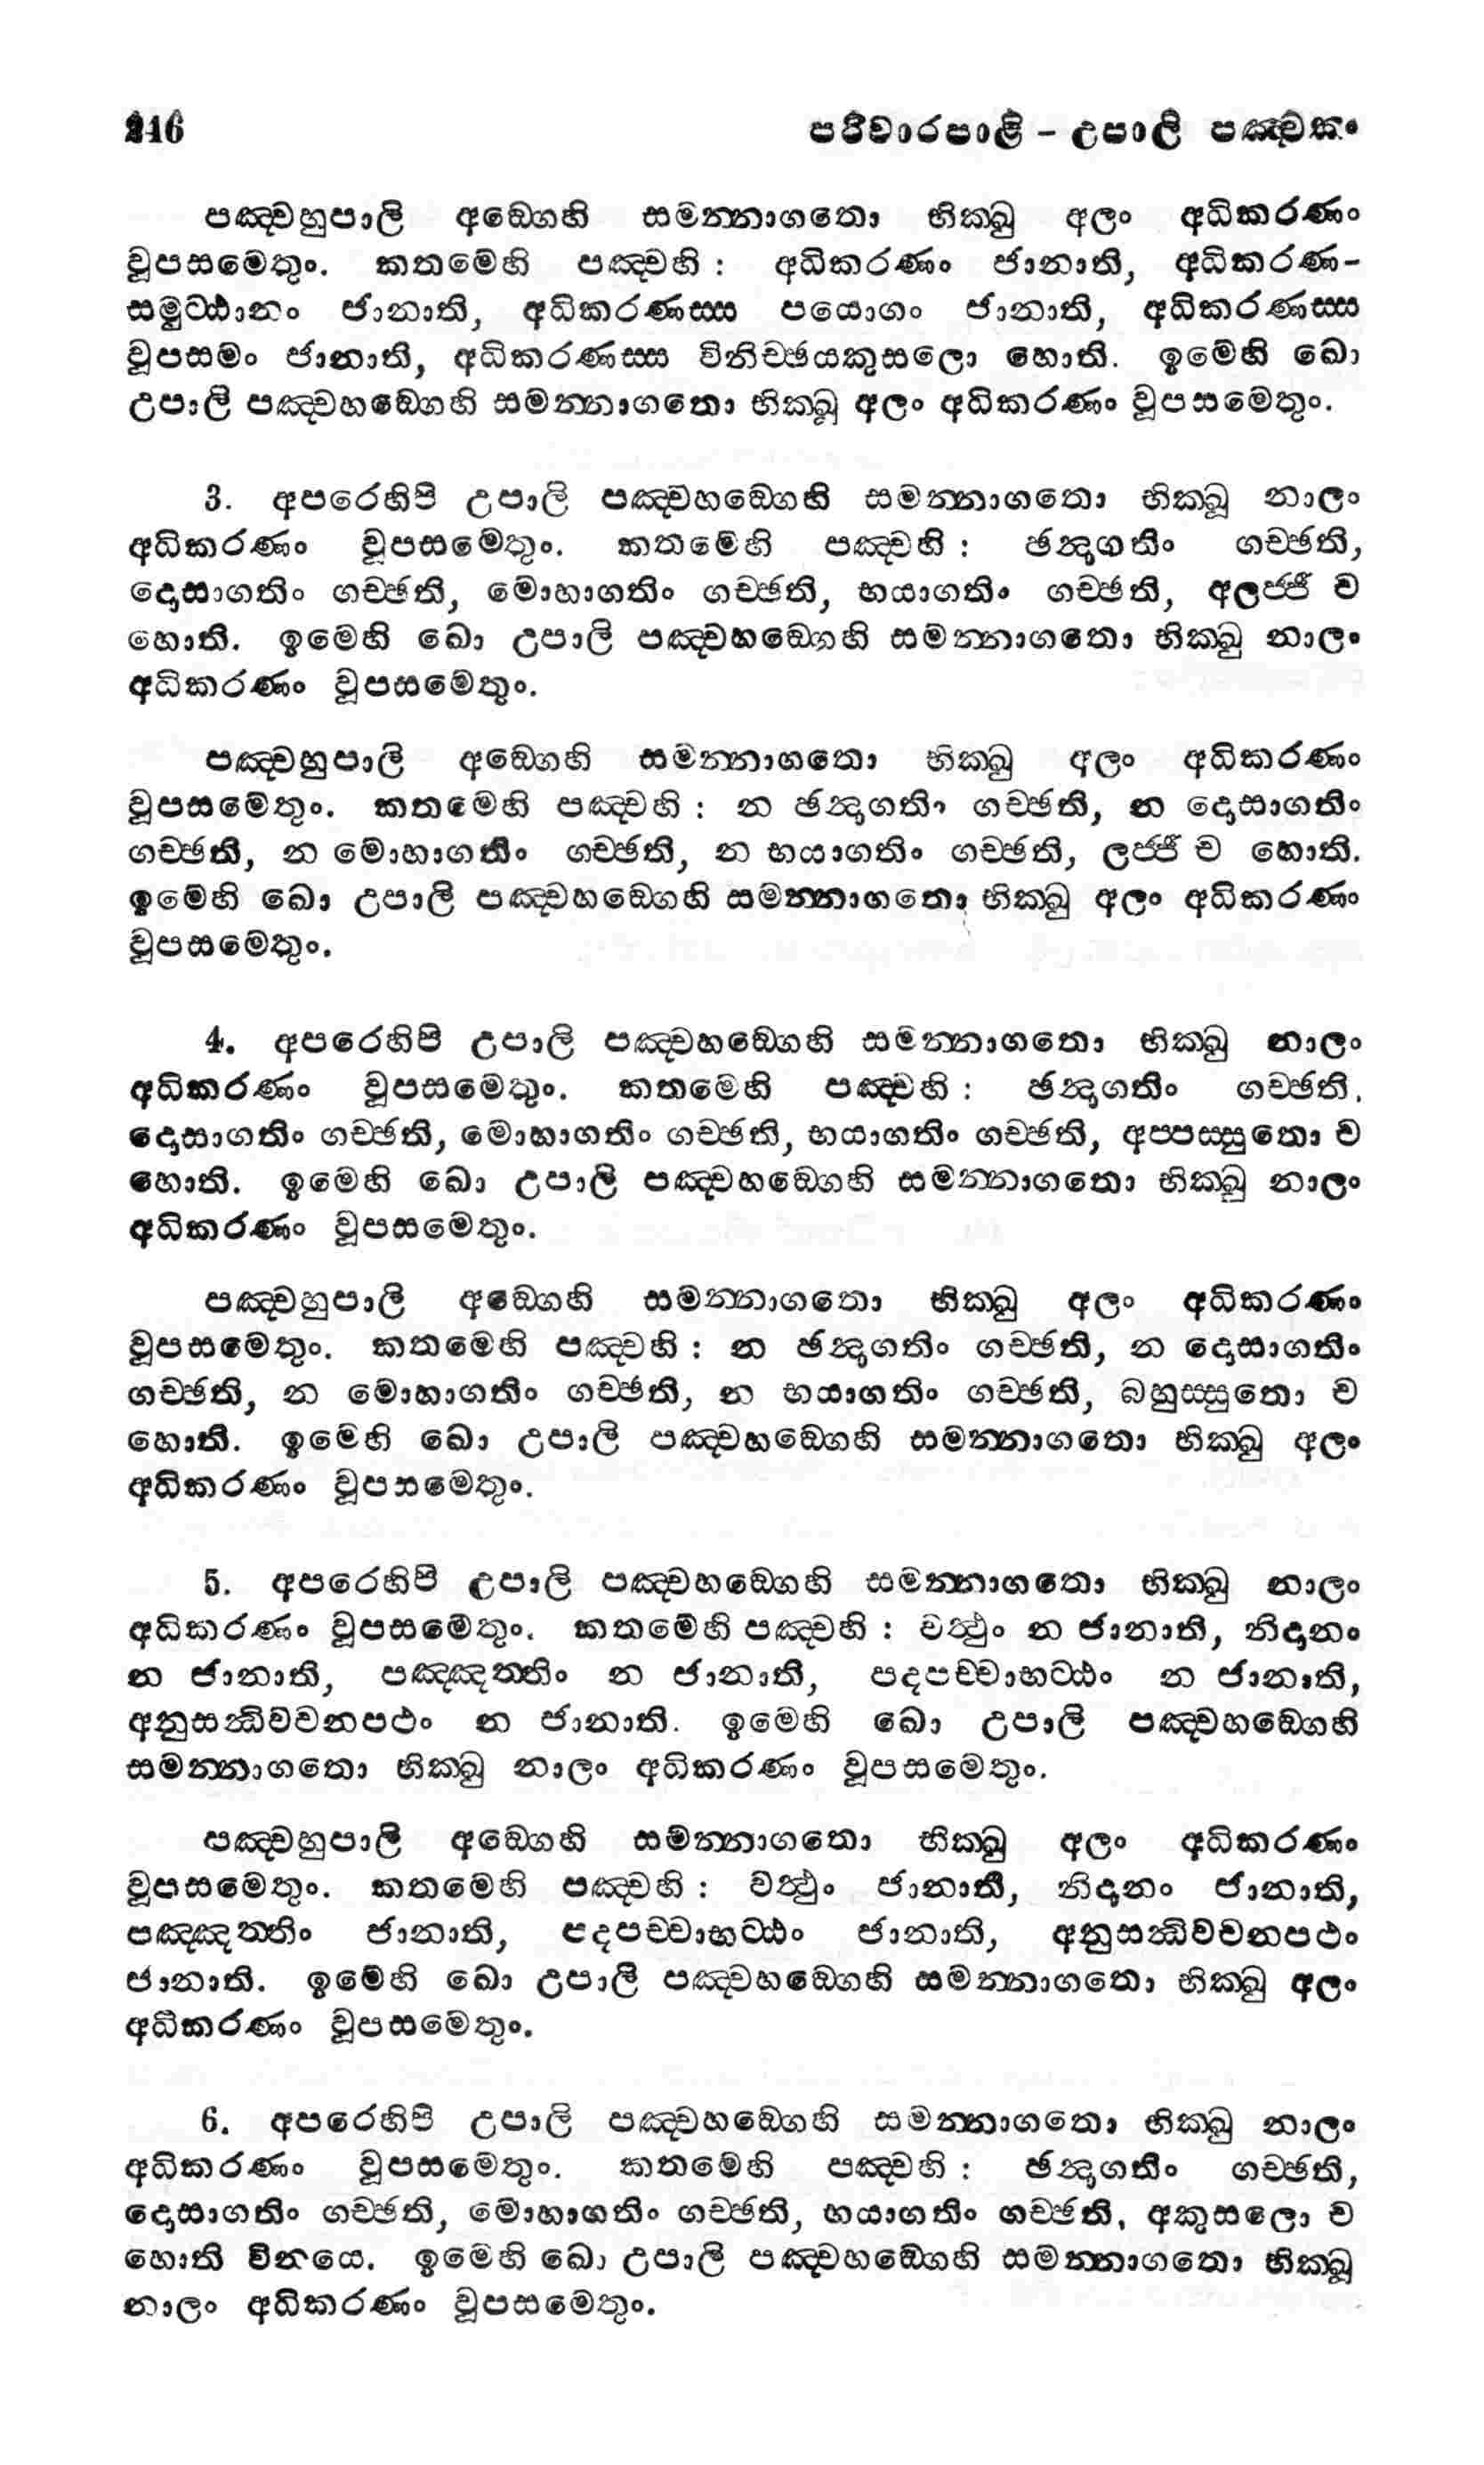 246 පරිවාරපාළි – උපාලි පඤ්චකං
පඤ්චහුපාලි අඞ්ගෙහි සමන්නාගතො භික්ඛු අලං අධිකරණං
වූපසමෙතුං. කතමෙහි පඤ්චහි : අධිකරණං ජානාති, අධිකරණ-
සමුට්ඨානං ජානාති, අධිකරණස්ස පයොගං ජානාති, අධිකරණස්ස
වූපසමං ජානාති, අධිකරණස්ස විනිච්ඡයකුසලො හොති. ඉමෙහි ඛො
උපාලි පඤ්චහඞ්ගෙහි සමන්නාගතො භික්ඛු අලං අධිකරණං වූපසමෙතුං.
3. අපරෙහිපි උපාලි පඤ්චහඞ්ගෙහි සමන්නාගතො භික්ඛු නාලං
අධිකරණං වූපසමෙතුං. කතමෙහි පඤ්චහි : ඡන්දාගතිං ගච්ඡති,
දොසාගතිං ගච්ඡති, මොහාගතිං ගච්ඡති, භයාගතිං ගච්ඡති, අලජ්ජී ච
හොති. ඉමෙහි ඛො උපාලි පඤ්චහඞ්ගෙහි සමන්නාගතො භික්ඛු නාලං
අධිකරණං වූපසමෙතුං.
පඤ්චහුපාලි අඞ්ගෙහි සමන්නාගතො භික්ඛු අලං අධිකරණං
වූපසමෙතුං. කතමෙහි පඤ්චහි : න ඡන්දාගතිං ගච්ඡති, න දොසාගතිං
ගච්ඡති, න මොහාගතිං ගච්ඡති, න භයාගතිං ගච්ඡති, ලජ්ජී ච හොති.
ඉමෙහි ඛො උපාලි පඤ්චහඞ්ගෙහි සමන්නාගතො භික්ඛු අලං අධිකරණං
වූපසමෙතුං.
4. අපරෙහිපි උපාලි පඤ්චහඞ්ගෙහි සමන්නාගතො භික්ඛු නාලං
අධිකරණං වූපසමෙතුං. කතමෙහි පඤ්චහි : ඡන්දාගතිං ගච්ඡති,
දොසාගතිං ගච්ඡති, මොහාගතිං ගච්ඡති, භයාගතිං ගච්ඡති, අප්පස්සුතො ච
හොති. ඉමෙහි ඛො උපාලි පඤ්චහඞ්ගෙහි සමන්නාගතො භික්ඛු නාලං
අධිකරණං වූපසමෙතුං.
පඤ්චහුපාලි අඞ්ගෙහි සමන්නාගතො භික්ඛු අලං අධිකරණං
වූපසමෙතුං. කතමෙහි පඤ්චහි : න ඡන්දාගතිං ගච්ඡති, න දොසාගතිං
ගච්ඡති, න මොහාගතිං ගච්ඡති, න භයාගතිං ගච්ඡති, බහුස්සුතො ච
හොති. ඉමෙහි ඛො උපාලි පඤ්චහඞ්ගෙහි සමන්නාගතො භික්ඛු අලං
අධිකරණං වූපසමෙතුං.
5. අපරෙහිපි උපාලි පඤ්චහඞ්ගෙහි සමන්නාගතො භික්ඛු නාලං
අධිකරණං වූපසමෙතුං. කතමෙහි පඤ්චහි : වත්ථුං න ජානාති, නිදානං
න ජානාති, පඤ්ඤත්තිං න ජානාති, පදපච්චාභට්ඨං න ජානාති,
අනුසන්ධිවචනපථං න ජානාති. ඉමෙහි ඛො උපාලි පඤ්චහඞ්ගෙහි
සමන්නාගතො භික්ඛු නාලං අධිකරණං වූපසමෙතුං.
පඤ්චහුපාලි අඞ්ගෙහි සමන්නාගතො භික්ඛු අලං අධිකරණං
වූපසමෙතුං. කතමෙහි පඤ්චහි : වත්ථුං ජානාති, නිදානං ජානාති,
පඤ්ඤත්තිං ජානාති, පදපච්චාභට්ඨං ජානාති, අනුසන්ධිවචනපථං
ජානාති. ඉමෙහි ඛො උපාලි පඤ්චහඞ්ගෙහි සමන්නාගතො භික්ඛු අලං
අධිකරණං වූපසමෙතුං.
6. අපරෙහිපි උපාලි පඤ්චහඞ්ගෙහි සමන්නාගතො භික්ඛු නාලං
අධිකරණං වූපසමෙතුං. කතමෙහි පඤ්චහි : ඡන්දාගතිං ගච්ඡති,
දොසාගතිං ගච්ඡති, මොහාගතිං ගච්ඡති, භයාගතිං ගච්ඡති, අකුසලො ච
හොති විනයෙ. ඉමෙහි ඛො උපාලි පඤ්චහඞ්ගෙහි සමන්නාගතො භික්ඛු
නාලං අධිකරණං වූපසමෙතුං.